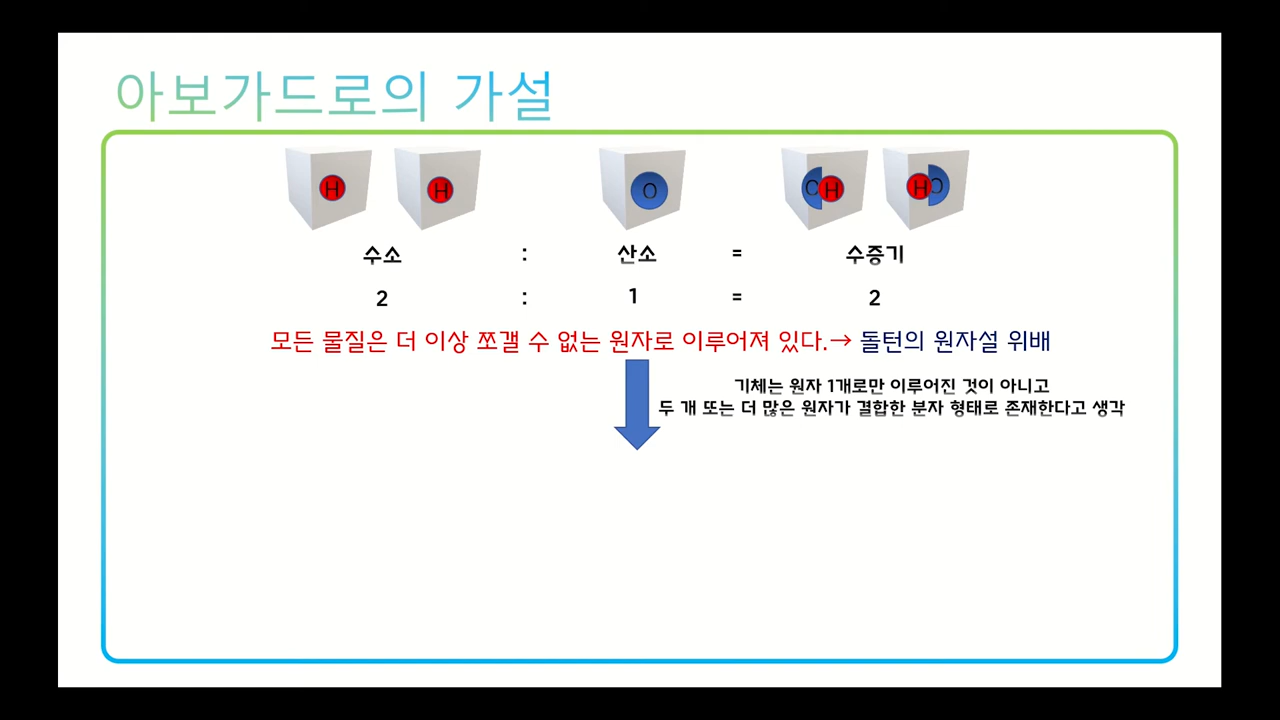 아보가드로의 가설
H H O O H H O
수소 : 산소 = 수증기
2 : 1 = 2
모든 물질은 더 이상 쪼갤 수 없는 원자로 이루어져 있다.→ 돌턴의 원자설 위배
기체는 원자 1개로만 이루어진 것이 아니고
두 개 또는 더 많은 원자가 결합한 분자 형태로 존재한다고 생각